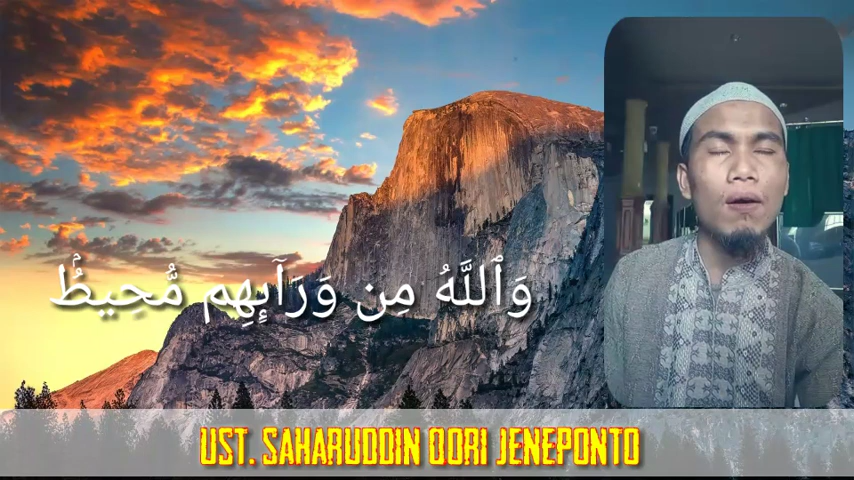 وَٱللَّهُ مِن وَرَآئِهِم مُّحِيطُۢ
UST. SAHARUDDIN QORI JENEPONTO